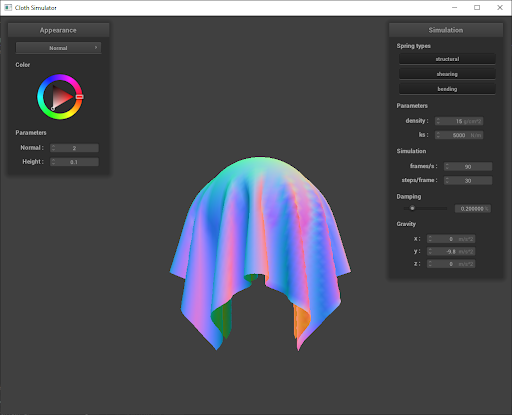 Cloth Simulator
Appearance
Normal
Color
Parameters
Normal : 2
Height : 0.1
Simulation
Spring types
structural
shearing
bending
Parameters
density : 15 g/cm^2
ks : 5000 N/m
Simulation
frames/s : 90
steps/frame : 30
Damping
0.200000 %
Gravity
x : 0 m/s^2
y : -9.8 m/s^2
z : 0 m/s^2